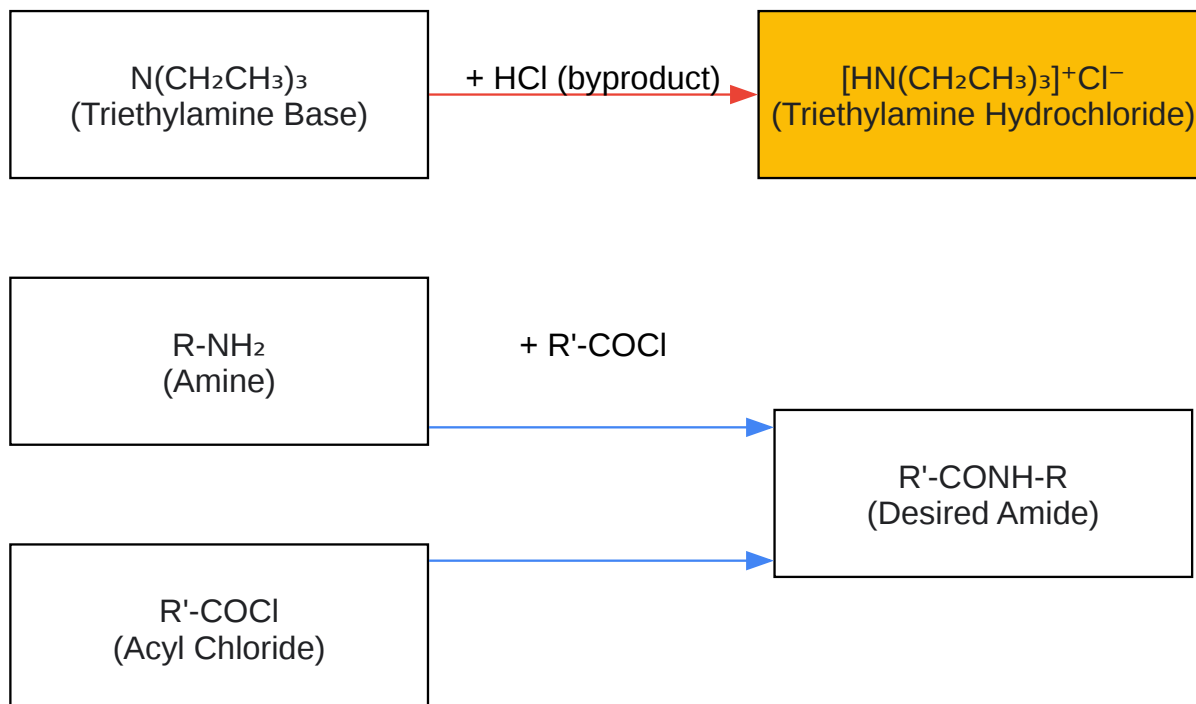 N(CH₂CH₃)₃
(Triethylamine Base)
+ HCl (byproduct)
[HN(CH₂CH₃)₃]⁺Cl⁻
(Triethylamine Hydrochloride)
R-NH₂
(Amine)
+ R'-COCl
R'-CONH-R
(Desired Amide)
R'-COCl
(Acyl Chloride)